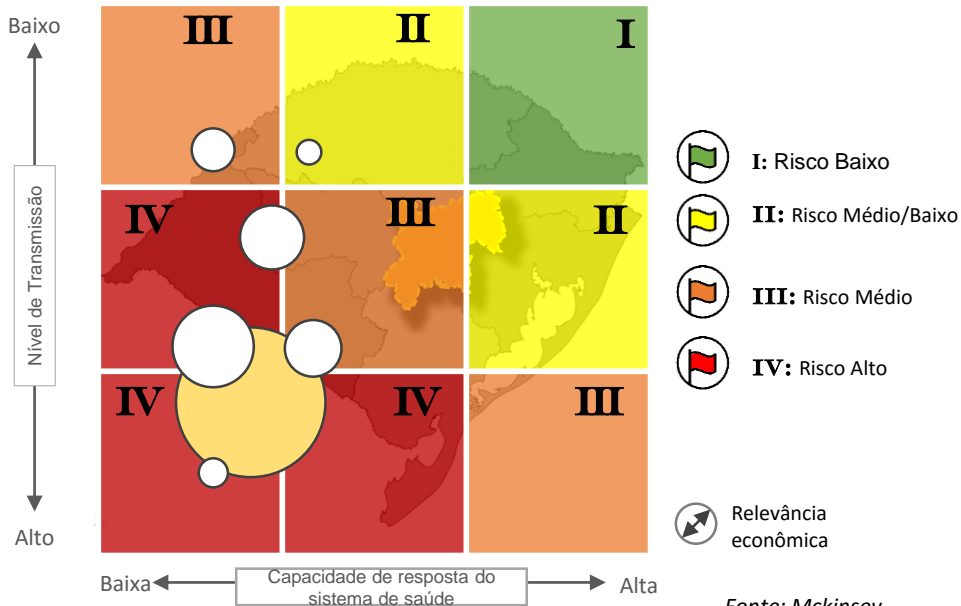 Baixo
Nível de Transmissão
Alto
III
II
I
IV
III
II
IV
IV
III
Baixa
Capacidade de resposta do
sistema de saúde
Alta
I: Risco Baixo
II: Risco Médio/Baixo
III: Risco Médio
IV: Risco Alto
Relevância
econômica
Fonte: Mckinsey